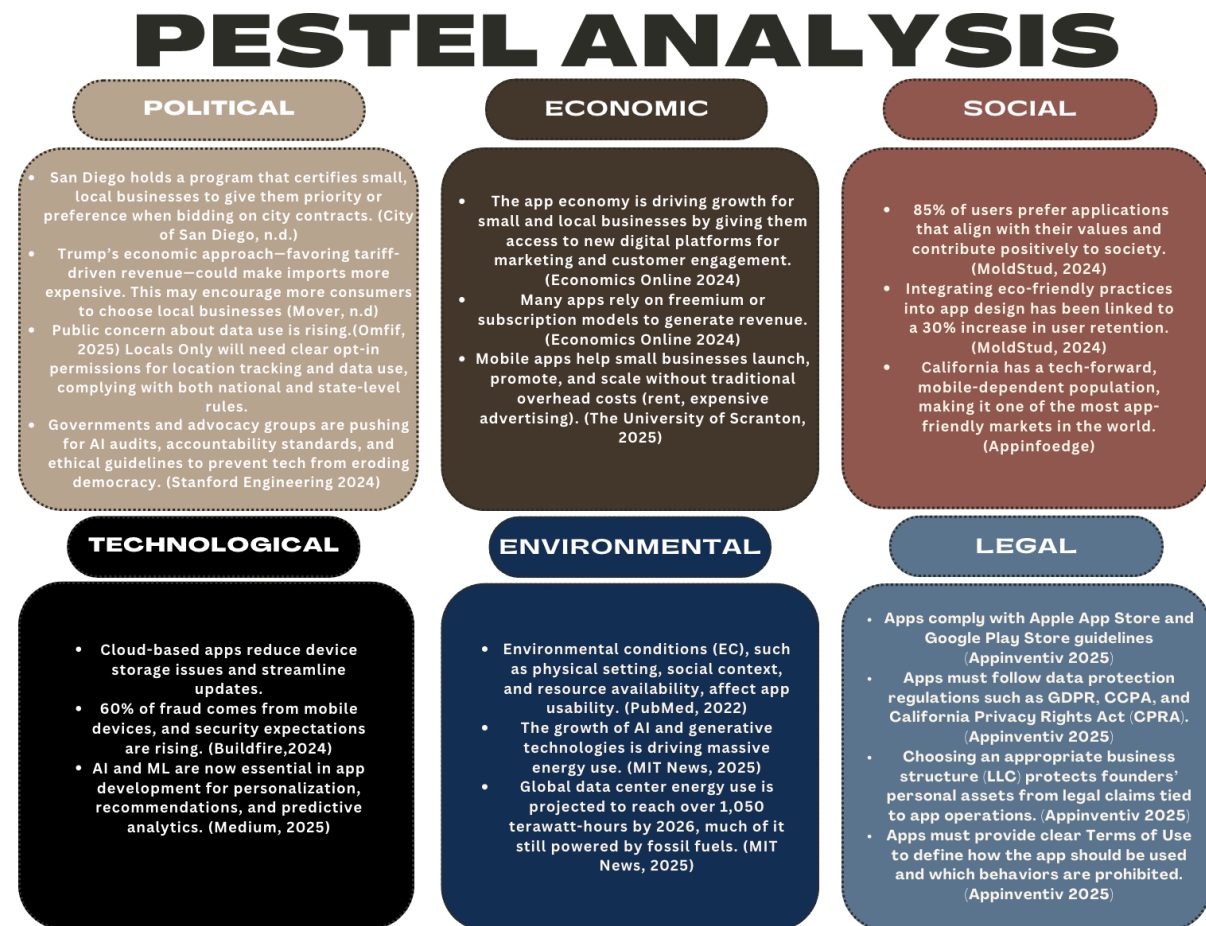 PESTEL ANALYSIS
POLITICAL
• San Diego holds a program that certifies small,
local businesses to give them priority or
preference when bidding on city contracts. (City
of San Diego, n.d.)
• Trump's economic approach—favoring tariff-
driven revenue—could make imports more
expensive. This may encourage more consumers
to choose local businesses (Mover, n.d)
• Public concern about data use is rising.(Omfif,
2025) Locals Only will need clear opt-in
permissions for location tracking and data use,
complying with both national and state-level
rules.
• Governments and advocacy groups are pushing
for AI audits, accountability standards, and
ethical guidelines to prevent tech from eroding
democracy. (Stanford Engineering 2024)
ECONOMIC
• The app economy is driving growth for
small and local businesses by giving them
access to new digital platforms for
marketing and customer engagement.
(Economics Online 2024)
• Many apps rely on freemium or
subscription models to generate revenue.
(Economics Online 2024)
• Mobile apps help small businesses launch,
promote, and scale without traditional
overhead costs (rent, expensive
advertising). (The University of Scranton,
2025)
SOCIAL
• 85% of users prefer applications
that align with their values and
contribute positively to society.
(MoldStud, 2024)
• Integrating eco-friendly practices
into app design has been linked to
a 30% increase in user retention.
(MoldStud, 2024)
• California has a tech-forward,
mobile-dependent population,
making it one of the most app-
friendly markets in the world.
(Appinfoedge)
TECHNOLOGICAL
• Cloud-based apps reduce device
storage issues and streamline
updates.
• 60% of fraud comes from mobile
devices, and security expectations
are rising. (Buildfire,2024)
• AI and ML are now essential in app
development for personalization,
recommendations, and predictive
analytics. (Medium, 2025)
ENVIRONMENTAL
• Environmental conditions (EC), such
as physical setting, social context,
and resource availability, affect app
usability. (PubMed, 2022)
• The growth of AI and generative
technologies is driving massive
energy use. (MIT News, 2025)
• Global data center energy use is
projected to reach over 1,050
terawatt-hours by 2026, much of it
still powered by fossil fuels. (MIT
News, 2025)
LEGAL
• Apps comply with Apple App Store and
Google Play Store guidelines
(Appinventiv 2025)
• Apps must follow data protection
regulations such as GDPR, CCPA, and
California Privacy Rights Act (CPRA).
(Appinventiv 2025)
• Choosing an appropriate business
structure (LLC) protects founders'
personal assets from legal claims tied
to app operations. (Appinventiv 2025)
• Apps must provide clear Terms of Use
to define how the app should be used
and which behaviors are prohibited.
(Appinventiv 2025)